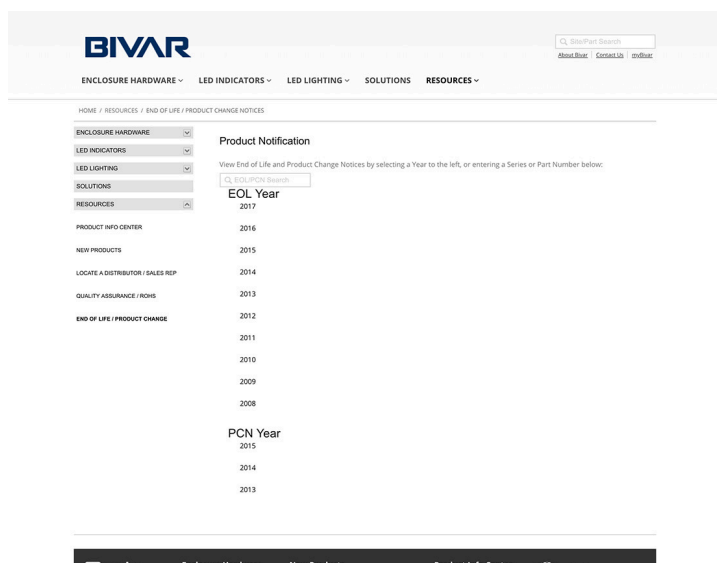 BIVAR
Site/Part Search
About Bivar | Contact Us | myBivar
ENCLOSURE HARDWARE LED INDICATORS LED LIGHTING SOLUTIONS RESOURCES
HOME / RESOURCES / END OF LIFE / PRODUCT CHANGE NOTICES
ENCLOSURE HARDWARE
LED INDICATORS
LED LIGHTING
SOLUTIONS
RESOURCES
PRODUCT INFO CENTER
NEW PRODUCTS
LOCATE A DISTRIBUTOR / SALES REP
QUALITY ASSURANCE / ROHS
END OF LIFE / PRODUCT CHANGE
Product Notification
View End of Life and Product Change Notices by selecting a Year to the left, or entering a Series or Part Number below:
EOL/PCN Search
EOL Year
2017
2016
2015
2014
2013
2012
2011
2010
2009
2008
PCN Year
2015
2014
2013